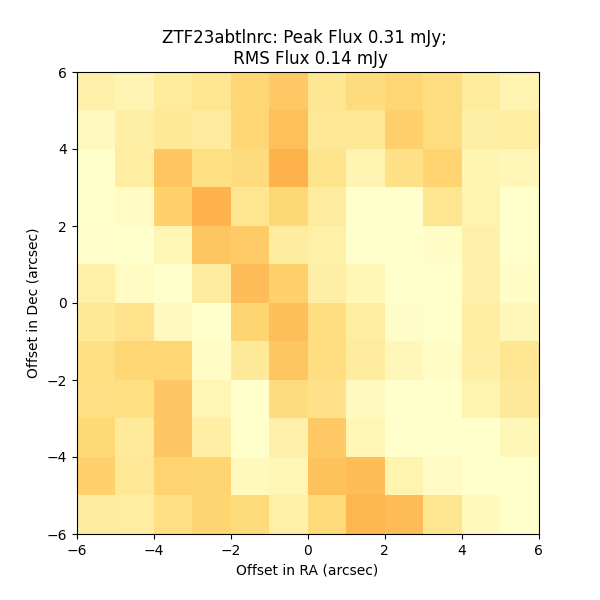 ZTF23abtlnrc: Peak Flux 0.31 mJy;
RMS Flux 0.14 mJy
6
4
2
0
−2
−4
−6
Offset in Dec (arcsec)
−6 −4 −2 0 2 4 6
Offset in RA (arcsec)